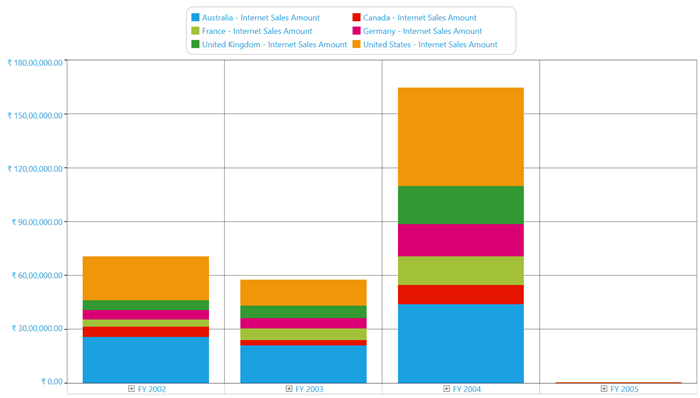 Australia - Internet Sales Amount Canada - Internet Sales Amount
France - Internet Sales Amount Germany - Internet Sales Amount
United Kingdom - Internet Sales Amount United States - Internet Sales Amount
₹ 180,00,000.00
₹ 150,00,000.00
₹ 120,00,000.00
₹ 90,00,000.00
₹ 60,00,000.00
₹ 30,00,000.00
₹ 0.00
FY 2002 FY 2003 FY 2004 FY 2005